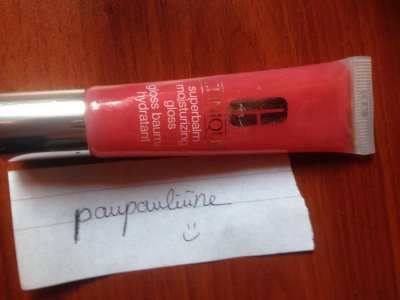 CLINIQUE
superbalm
moisturizing
gloss
gloss baume
hydratant
paupauliiine